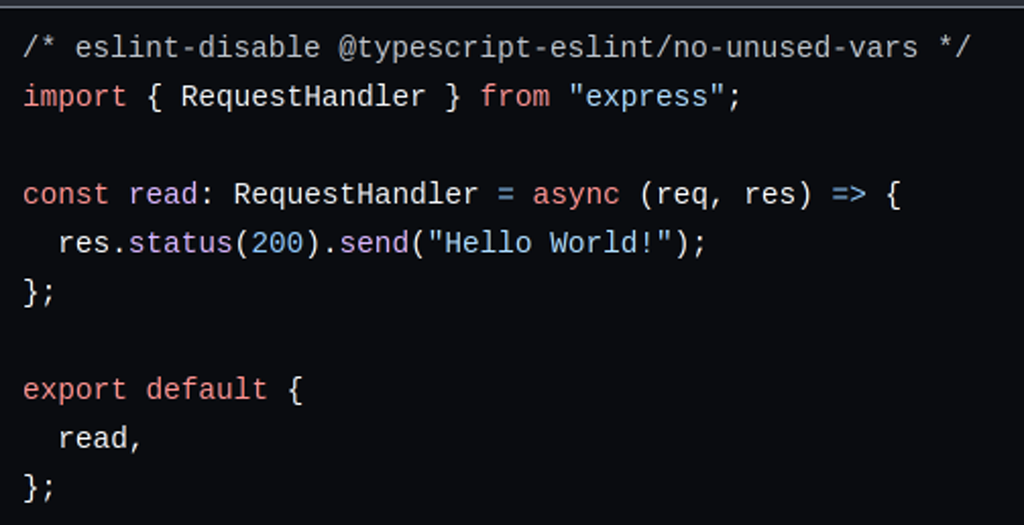 /* eslint-disable @typescript-eslint/no-unused-vars */
import { RequestHandler } from "express";

const read: RequestHandler = async (req, res) => {
  res.status(200).send("Hello World!");
};

export default {
  read,
};